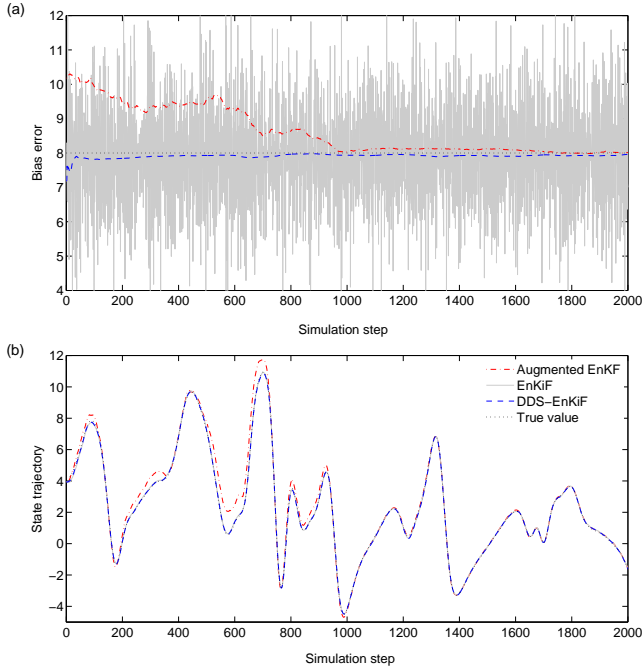 (a)
12
11
10
9
8
7
6
5
4
Bias error
0 200 400 600 800 1000 1200 1400 1600 1800 2000
Simulation step
(b)
12
10
8
6
4
2
0
−2
−4
State trajectory
Augmented EnKF
EnKiF
DDS−EnKiF
True value
0 200 400 600 800 1000 1200 1400 1600 1800 2000
Simulation step